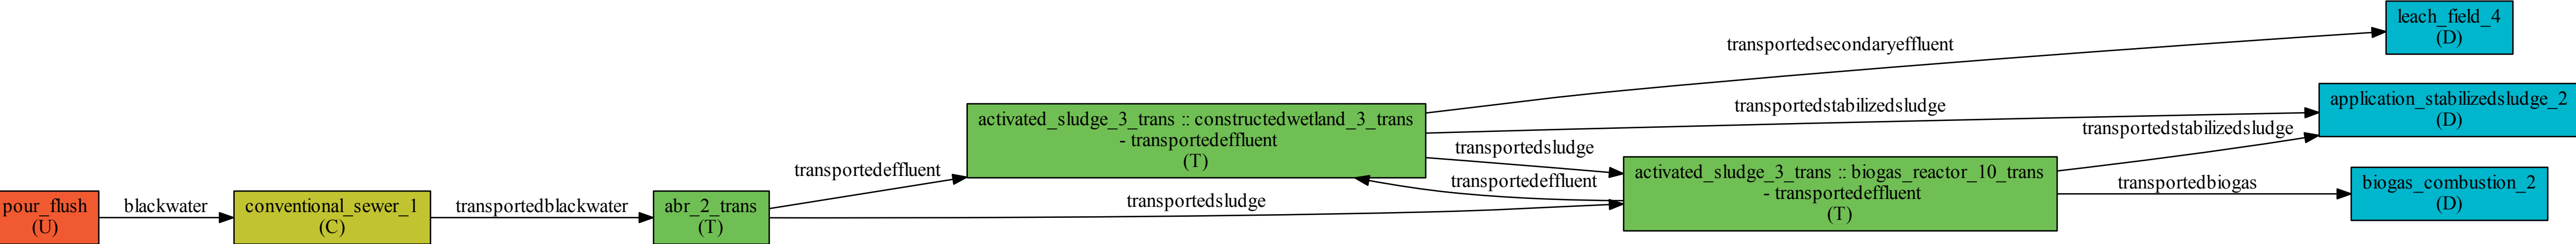 pour_flush
(U)
blackwater
conventional_sewer_1
(C)
transportedblackwater
abr_2_trans
(T)
transportedeffluent
transportedsludge
activated_sludge_3_trans :: constructedwetland_3_trans
- transportedeffluent
(T)
transportedsecondaryeffluent
transportedstabilizedsludge
transportedsludge
transportedeffluent
activated_sludge_3_trans :: biogas_reactor_10_trans
- transportedeffluent
(T)
transportedstabilizedsludge
transportedbiogas
leach_field_4
(D)
application_stabilizedsludge_2
(D)
biogas_combustion_2
(D)